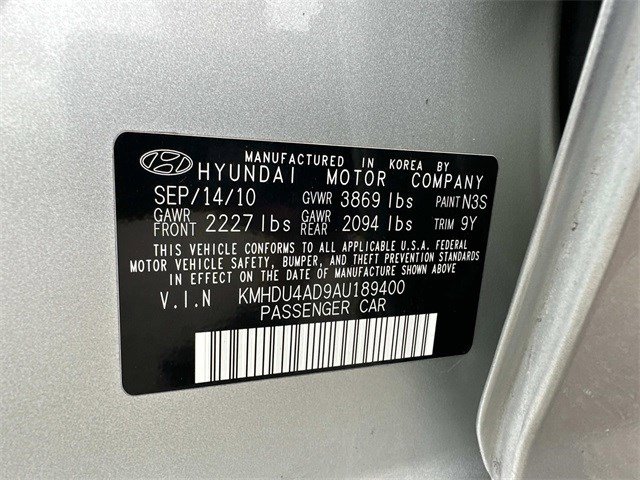 MANUFACTURED IN KOREA BY
HYUNDAI MOTOR COMPANY
SEP/14/10 GVWR 3869 lbs PAINT N3S
GAWR FRONT 2227 lbs GAWR REAR 2094 lbs TRIM 9Y
THIS VEHICLE CONFORMS TO ALL APPLICABLE U.S.A. FEDERAL
MOTOR VEHICLE SAFETY, BUMPER, AND THEFT PREVENTION STANDARDS
IN EFFECT ON THE DATE OF MANUFACTURE SHOWN ABOVE
V.I.N KMHDU4AD9AU189400
PASSENGER CAR